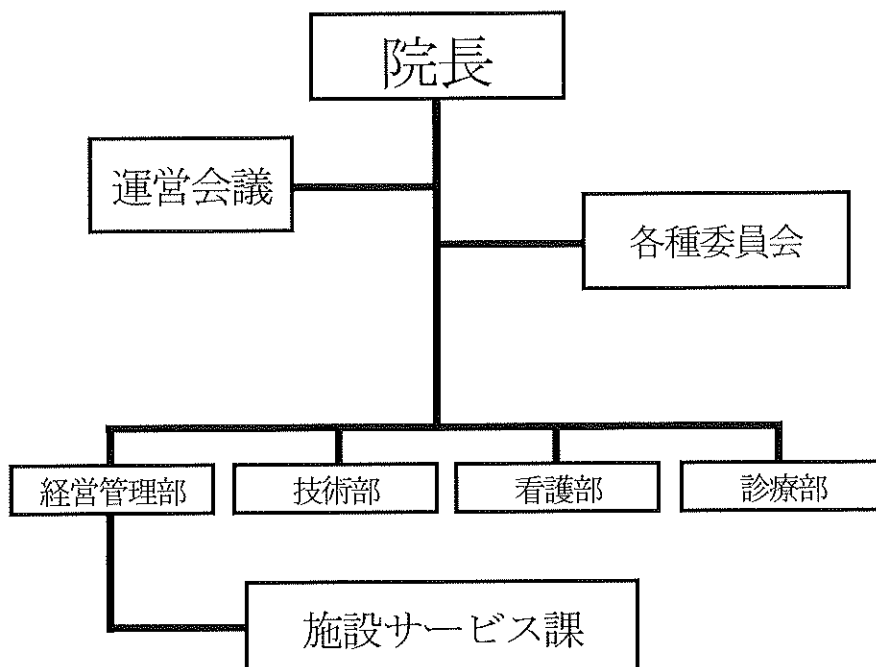 院長
運営会議
各種委員会
経営管理部
技術部
看護部
診療部
施設サービス課